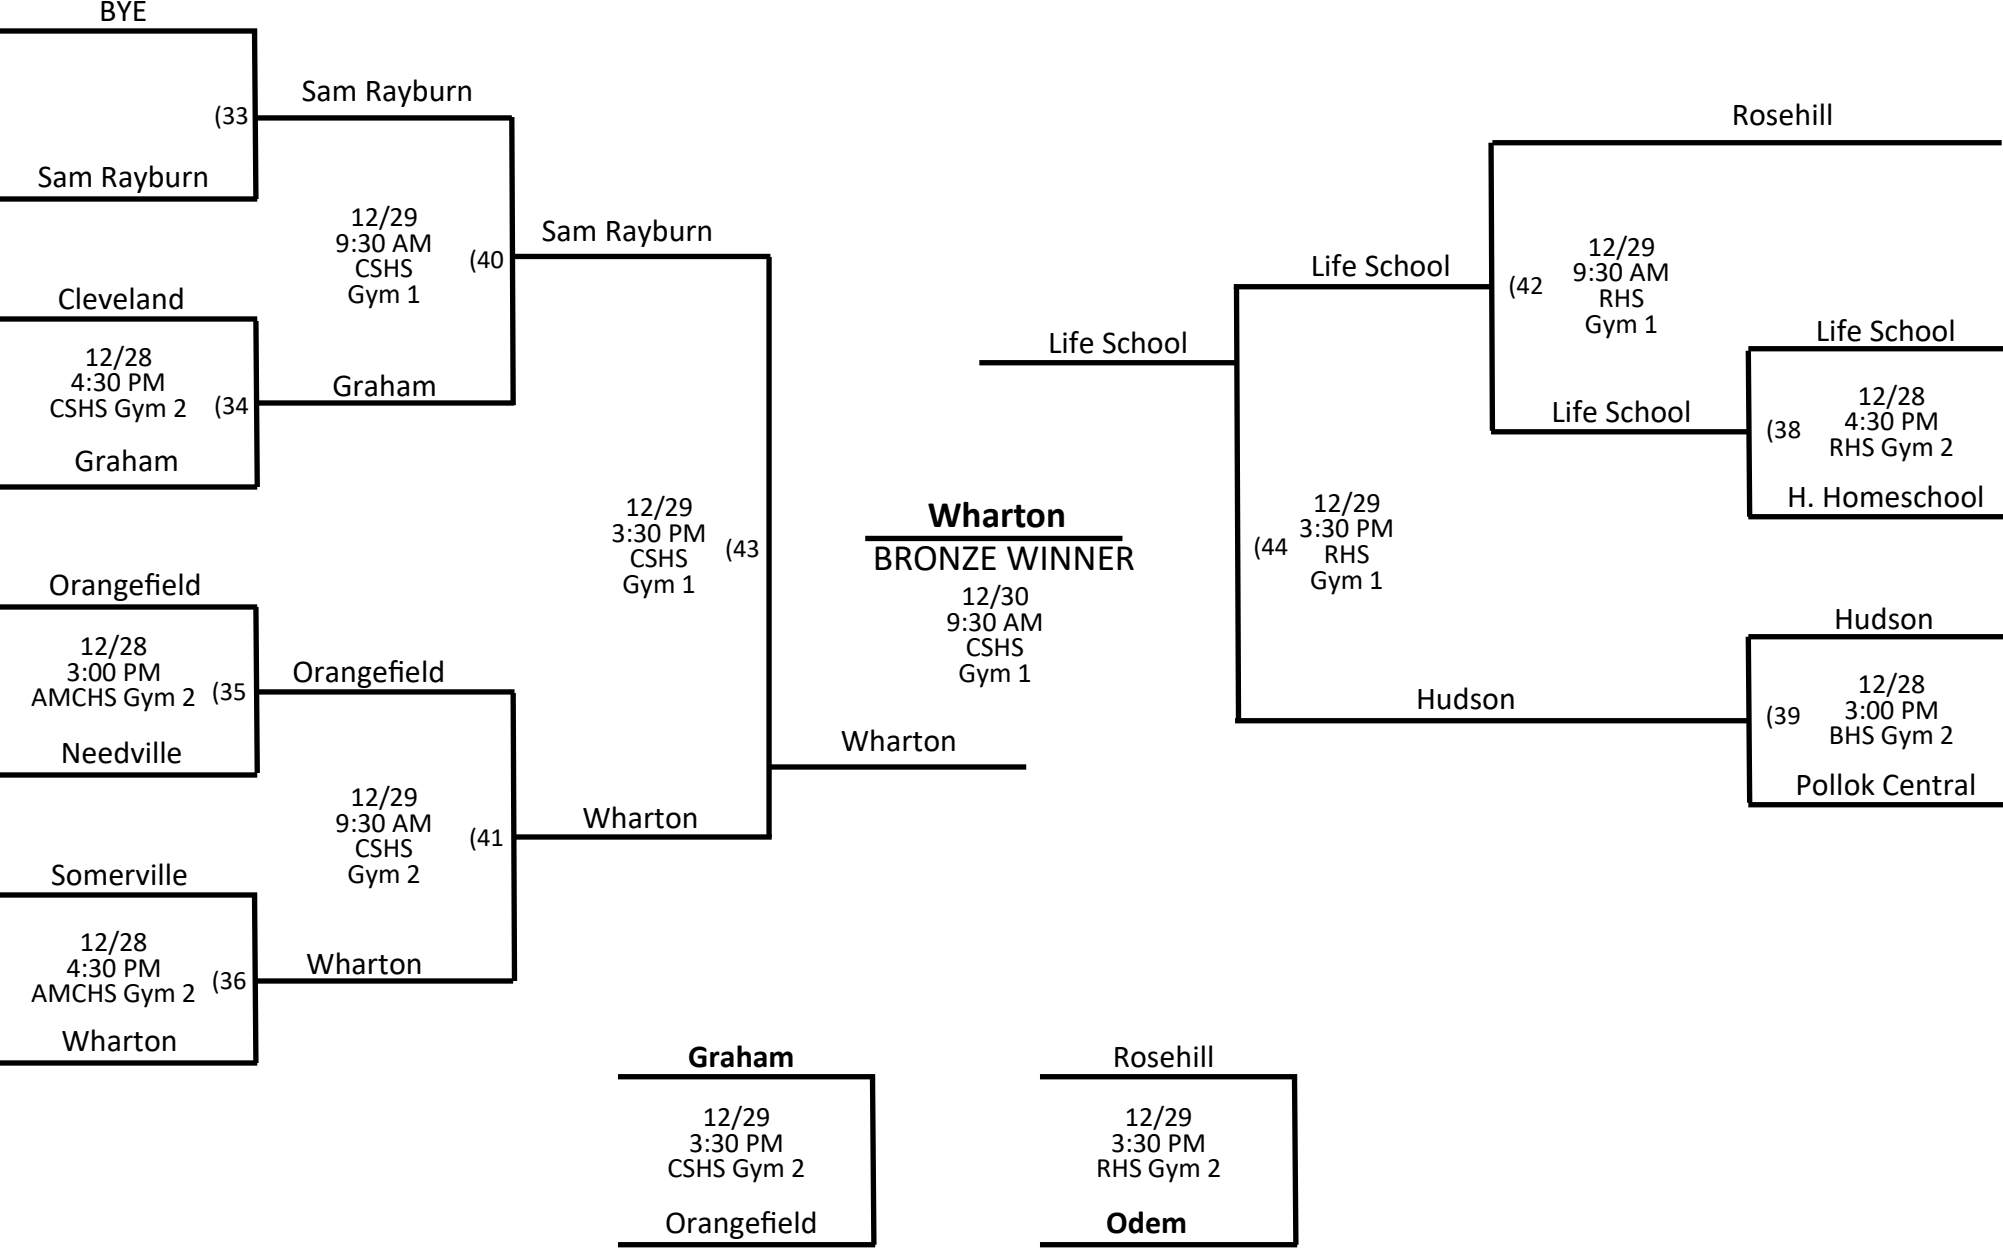 BYE
(33
Sam Rayburn
Sam Rayburn
12/29
9:30 AM
CSHS
Gym 1
(40
Cleveland
12/28
4:30 PM
CSHS Gym 2
(34
Graham
Graham
Sam Rayburn
12/29
3:30 PM
CSHS
Gym 1
(43
Orangefield
12/28
3:00 PM
AMCHS Gym 2
(35
Needville
Orangefield
12/29
9:30 AM
CSHS
Gym 2
(41
Somerville
12/28
4:30 PM
AMCHS Gym 2
(36
Wharton
Wharton
Wharton
Wharton
Wharton
BRONZE WINNER
12/30
9:30 AM
CSHS
Gym 1
Life School
Life School
(44
12/29
3:30 PM
RHS
Gym 1
Hudson
Rosehill
(42
12/29
9:30 AM
RHS
Gym 1
Life School
Life School
(38
12/28
4:30 PM
RHS Gym 2
H. Homeschool
Hudson
(39
12/28
3:00 PM
BHS Gym 2
Pollok Central
Graham
12/29
3:30 PM
CSHS Gym 2
Orangefield
Rosehill
12/29
3:30 PM
RHS Gym 2
Odem